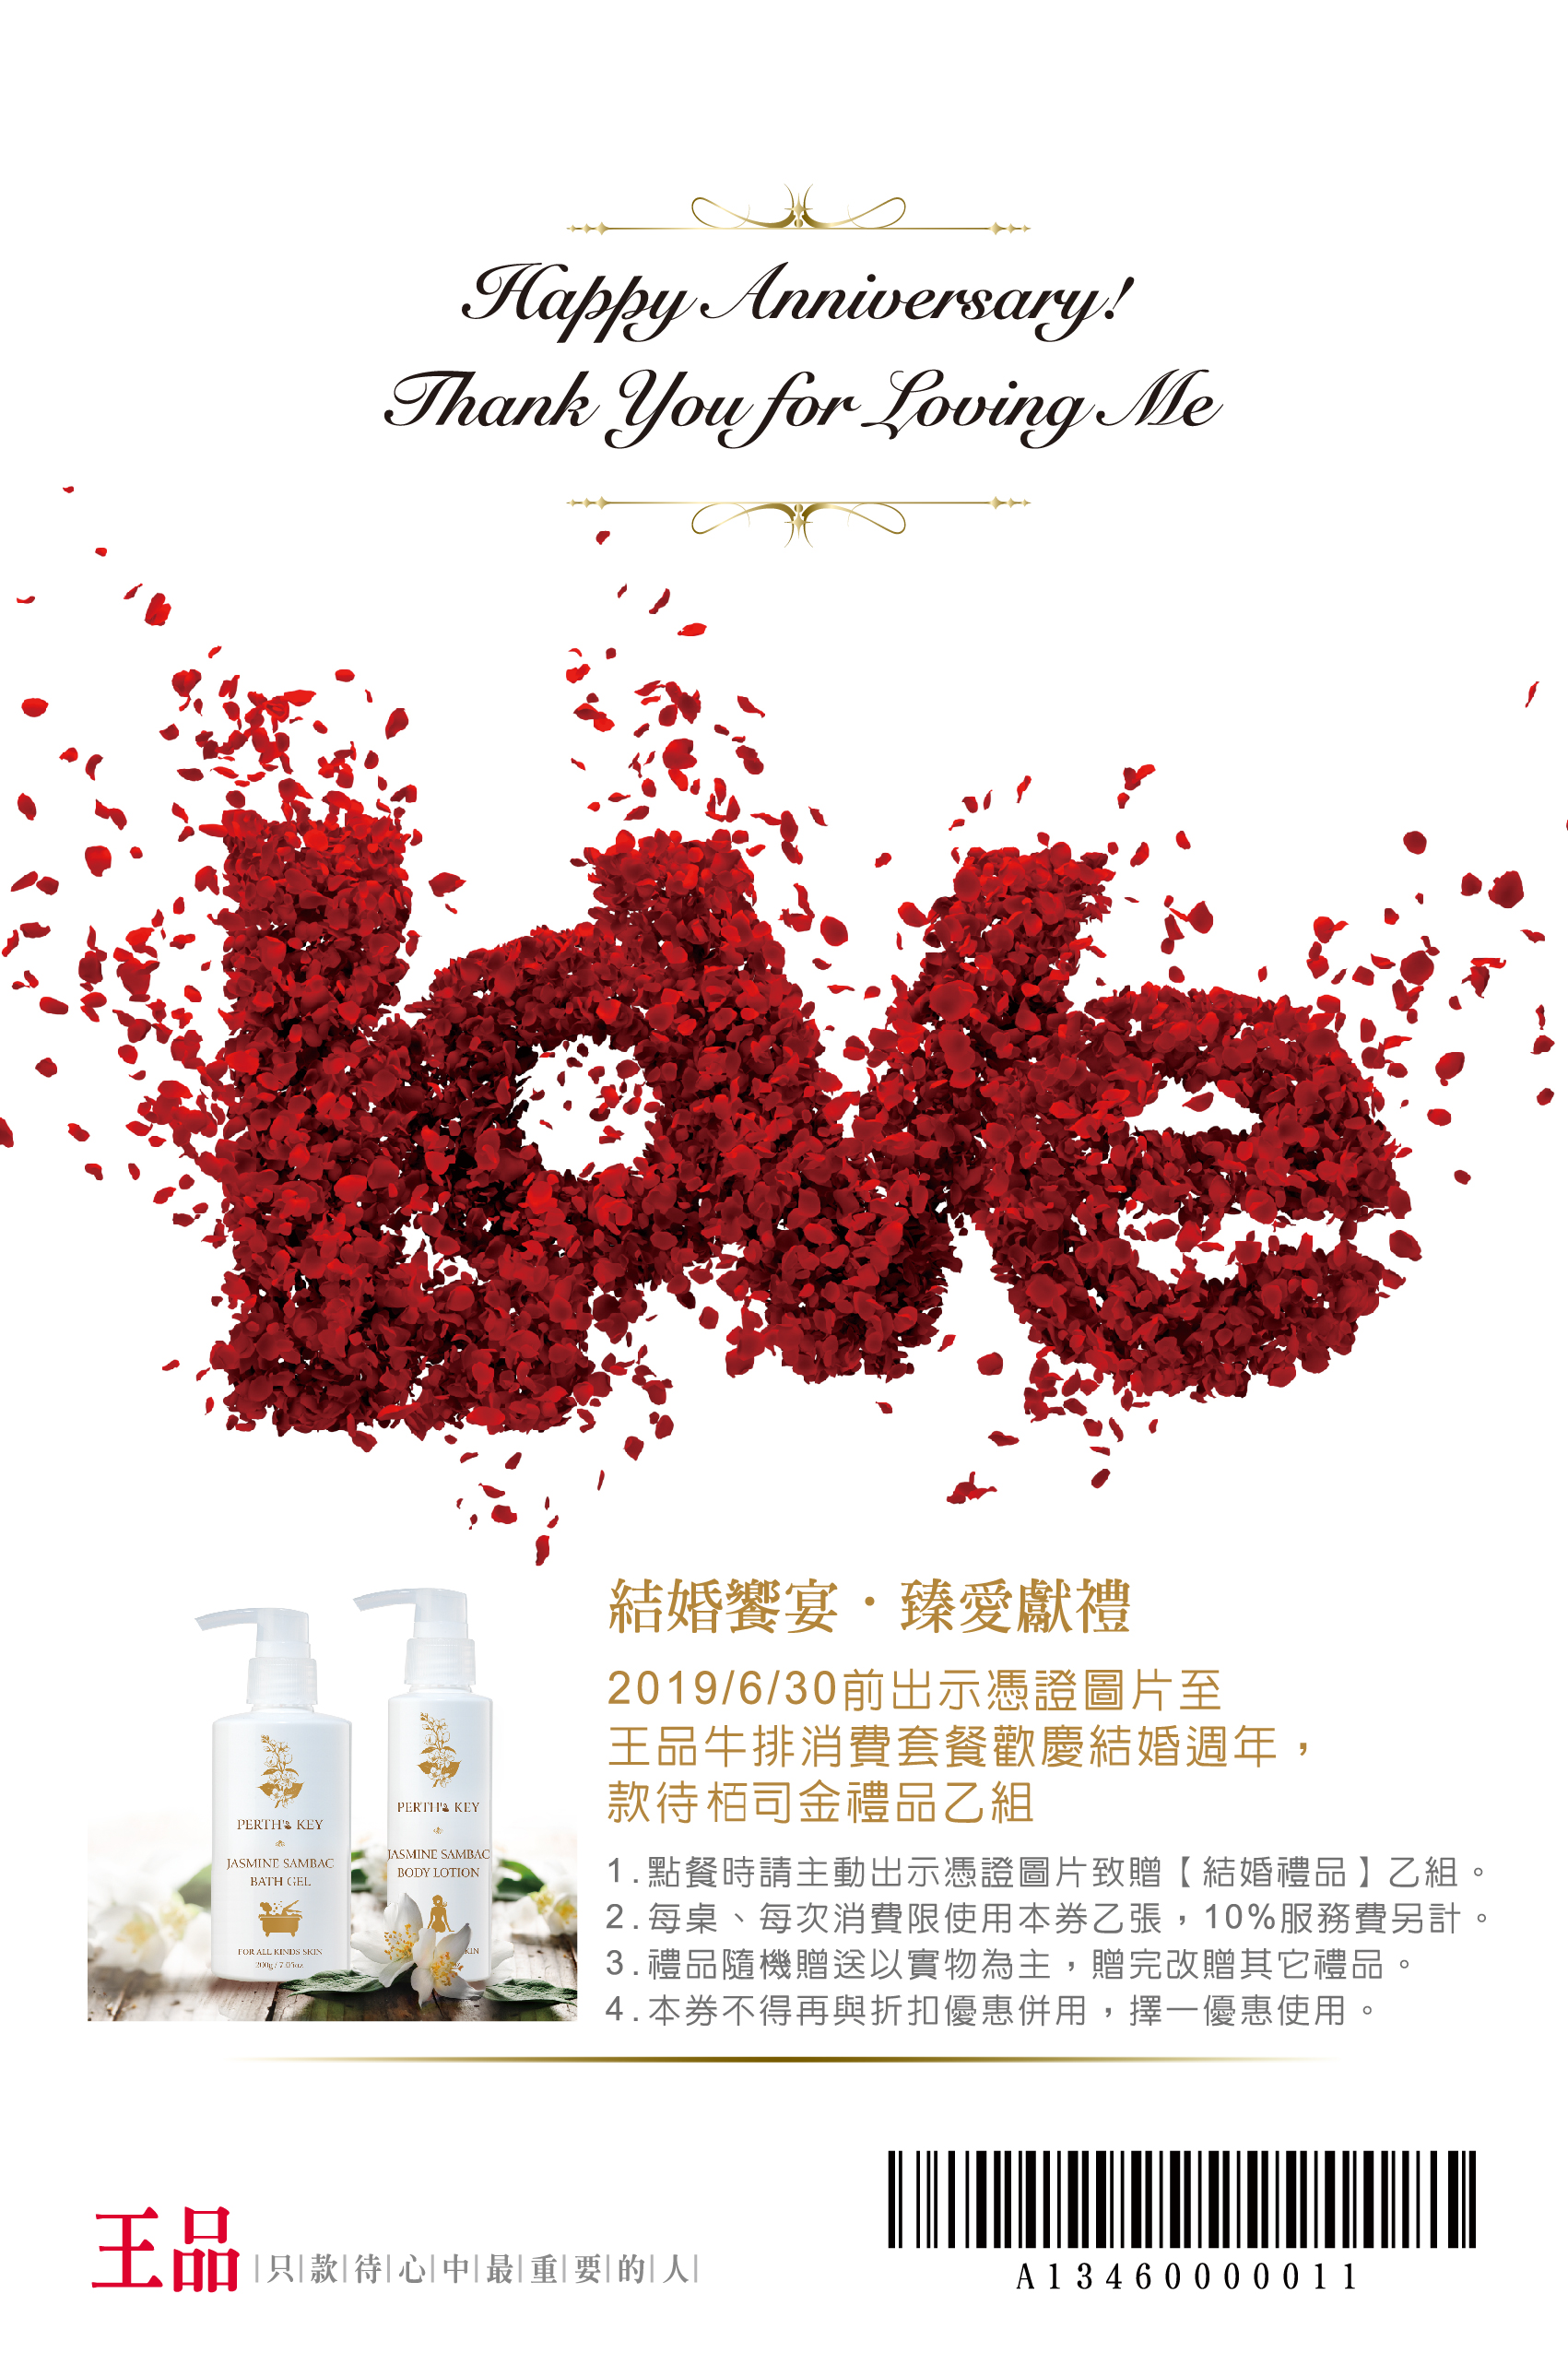 Happy Anniversary!
Thank You for Loving Me
Love
結婚饗宴・臻愛獻禮
2019/6/30前出示憑證圖片至
王品牛排消費套餐歡慶結婚週年，
款待栢司金禮品乙組
1.點餐時請主動出示憑證圖片致贈【結婚禮品】乙組。
2.每桌、每次消費限使用本券乙張，10%服務費另計。
3.禮品隨機贈送以實物為主，贈完改贈其它禮品。
4.本券不得再與折扣優惠併用，擇一優惠使用。
PERTH's KEY
JASMINE SAMBAC
BATH GEL
FOR ALL KINDS SKIN
200g / 7.05oz
PERTH's KEY
JASMINE SAMBAC
BODY LOTION
KIN
王品
只|款|待|心|中|最|重|要|的|人
A13460000011